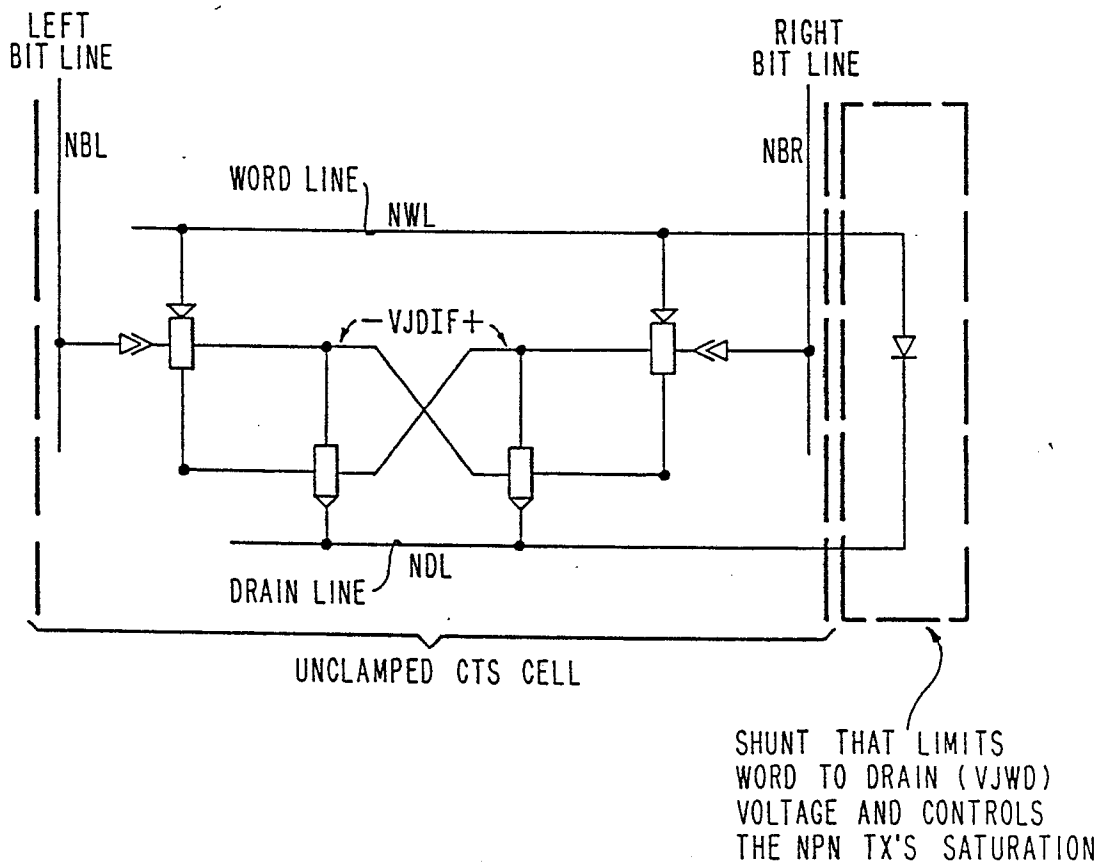 LEFT
BIT LINE
RIGHT
BIT LINE
NBL
NBR
WORD LINE
NWL
-VJDIF+
NDL
DRAIN LINE
UNCLAMPED CTS CELL
SHUNT THAT LIMITS
WORD TO DRAIN (VJWD)
VOLTAGE AND CONTROLS
THE NPN TX'S SATURATION